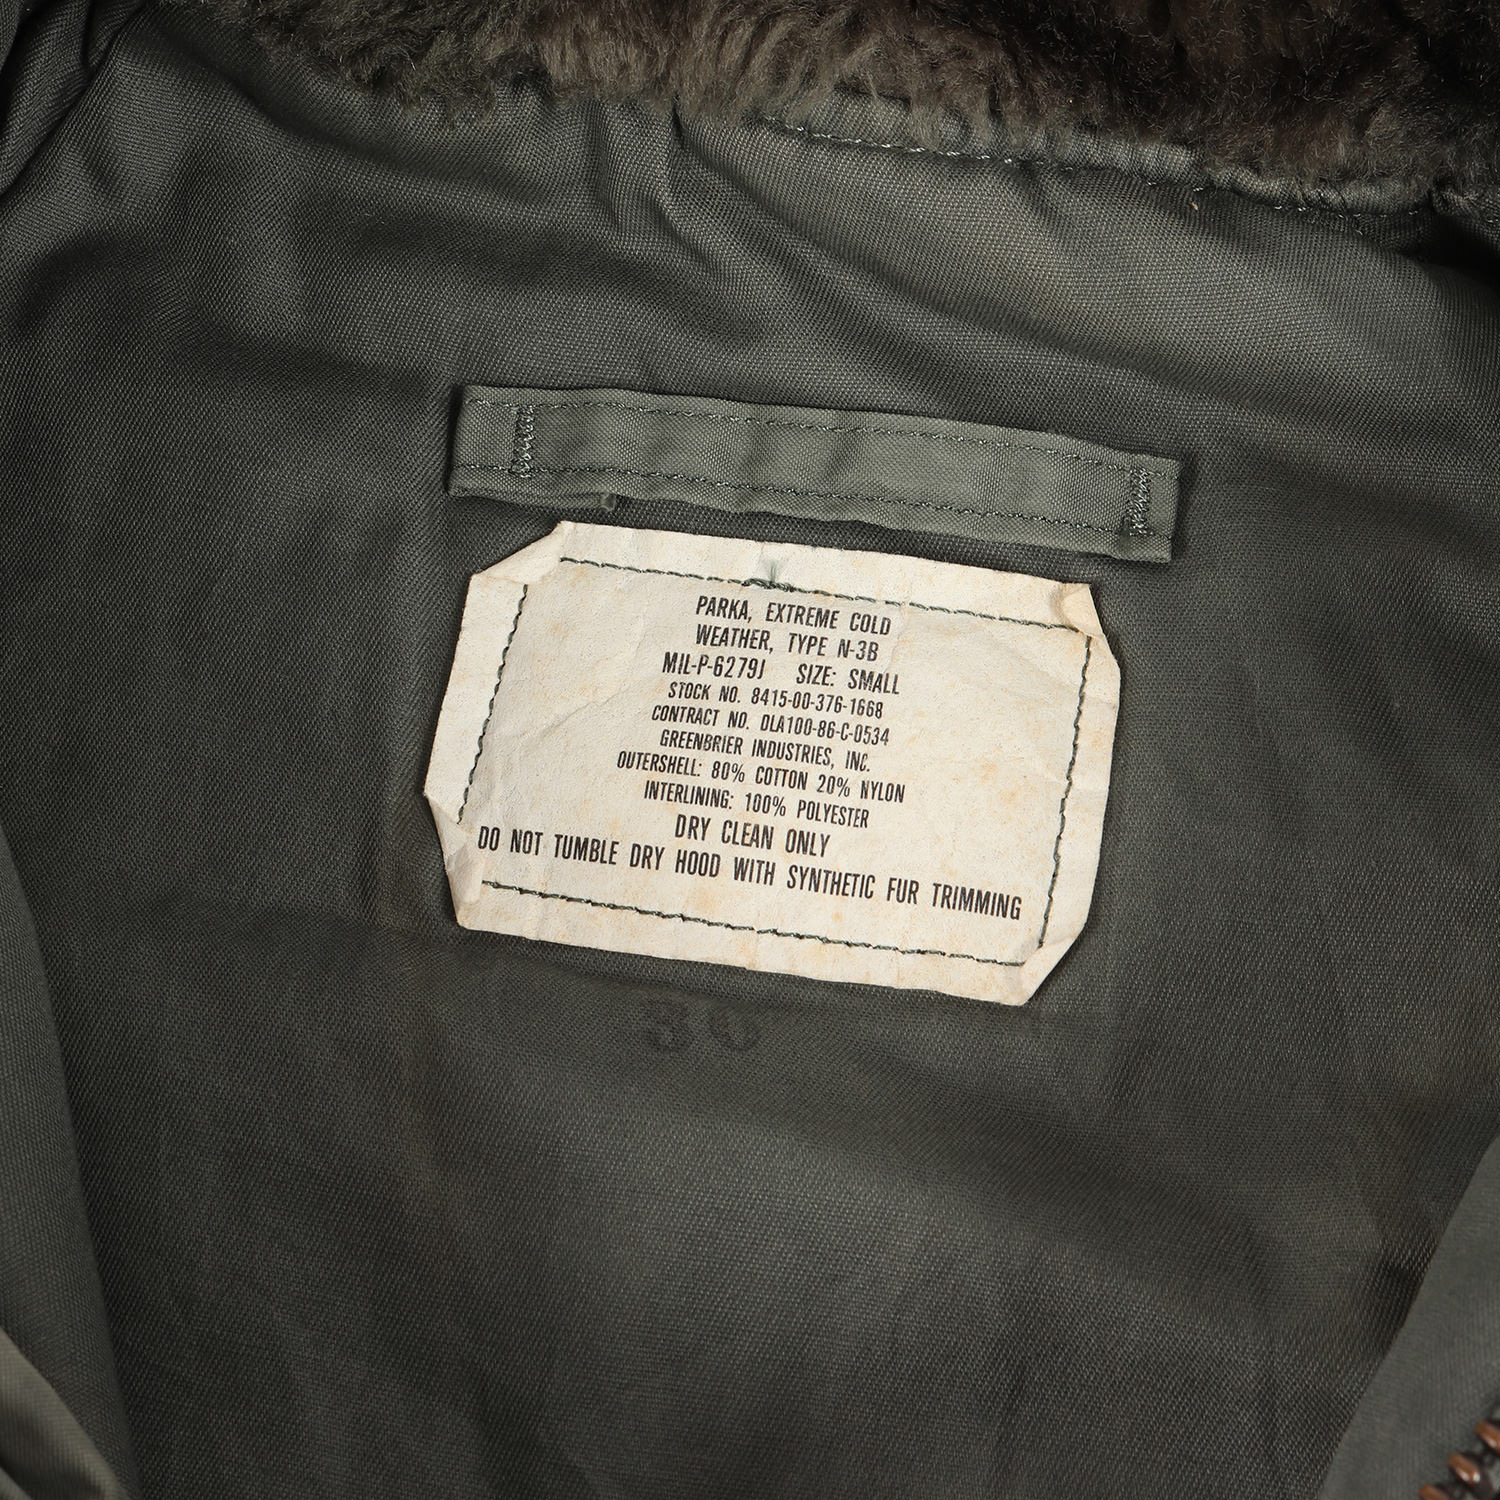 PARKA, EXTREME COLD
WEATHER, TYPE N-3B
MIL-P-6279J SIZE: SMALL
STOCK NO. 8415-00-376-1668
CONTRACT NO. DLA100-86-C-0534
GREENBRIER INDUSTRIES, INC.
OUTERSHELL: 80% COTTON 20% NYLON
INTERLINING: 100% POLYESTER
DRY CLEAN ONLY
DO NOT TUMBLE DRY HOOD WITH SYNTHETIC FUR TRIMMING